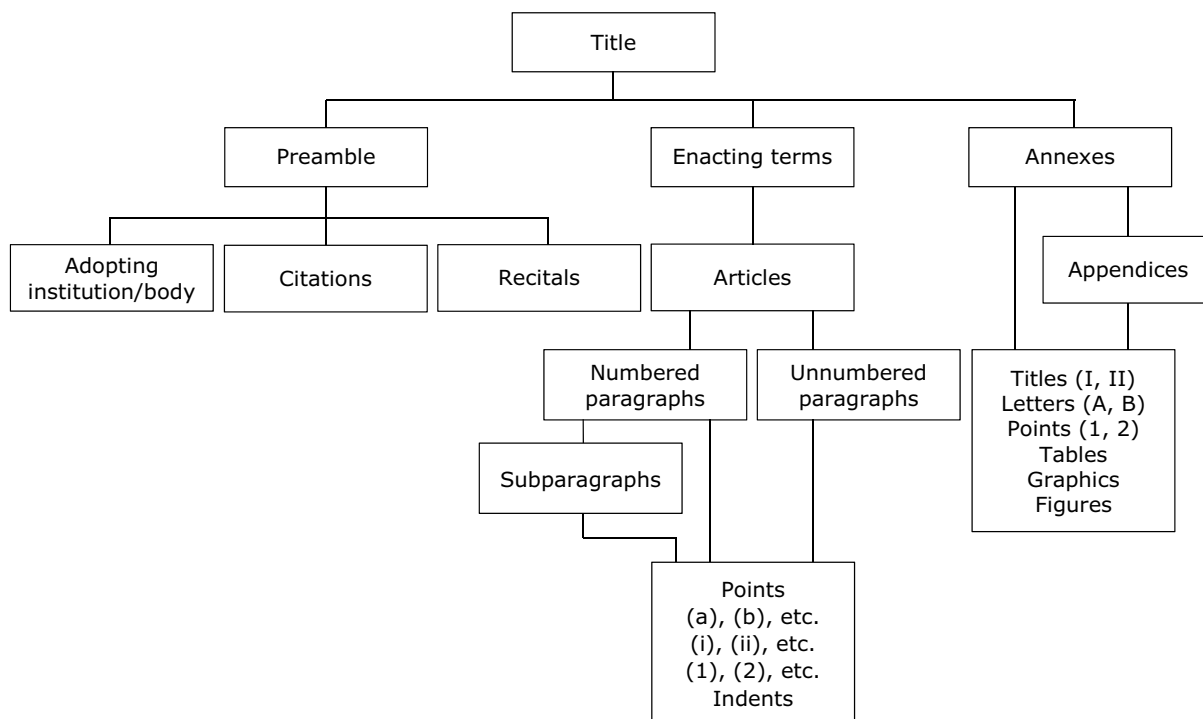 Title
Preamble
Enacting terms
Annexes
Adopting
institution/body
Citations
Recitals
Articles
Appendices
Numbered
paragraphs
Unnumbered
paragraphs
Titles (I, II)
Letters (A, B)
Points (1, 2)
Tables
Graphics
Figures
Subparagraphs
Points
(a), (b), etc.
(i), (ii), etc.
(1), (2), etc.
Indents